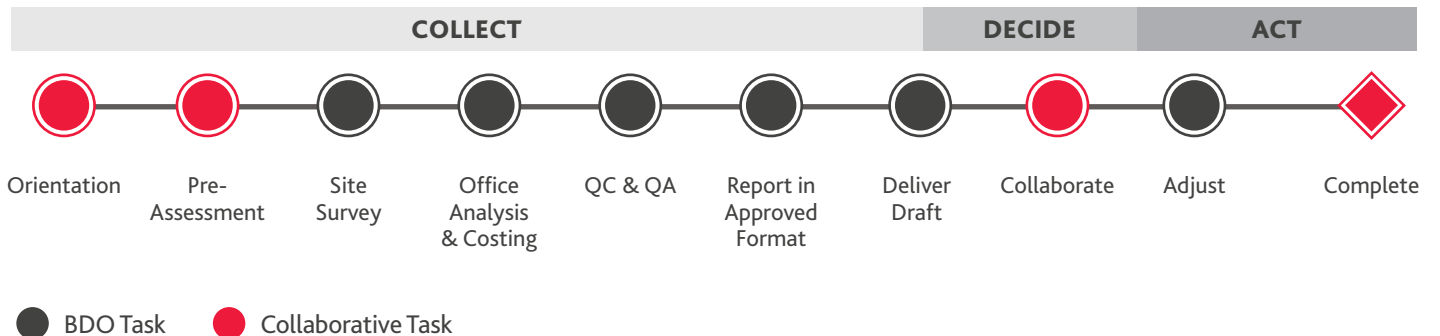 COLLECT
DECIDE
ACT
Orientation
Pre-
Assessment
Site
Survey
Office
Analysis
& Costing
QC & QA
Report in
Approved
Format
Deliver
Draft
Collaborate
Adjust
Complete
BDO Task
Collaborative Task